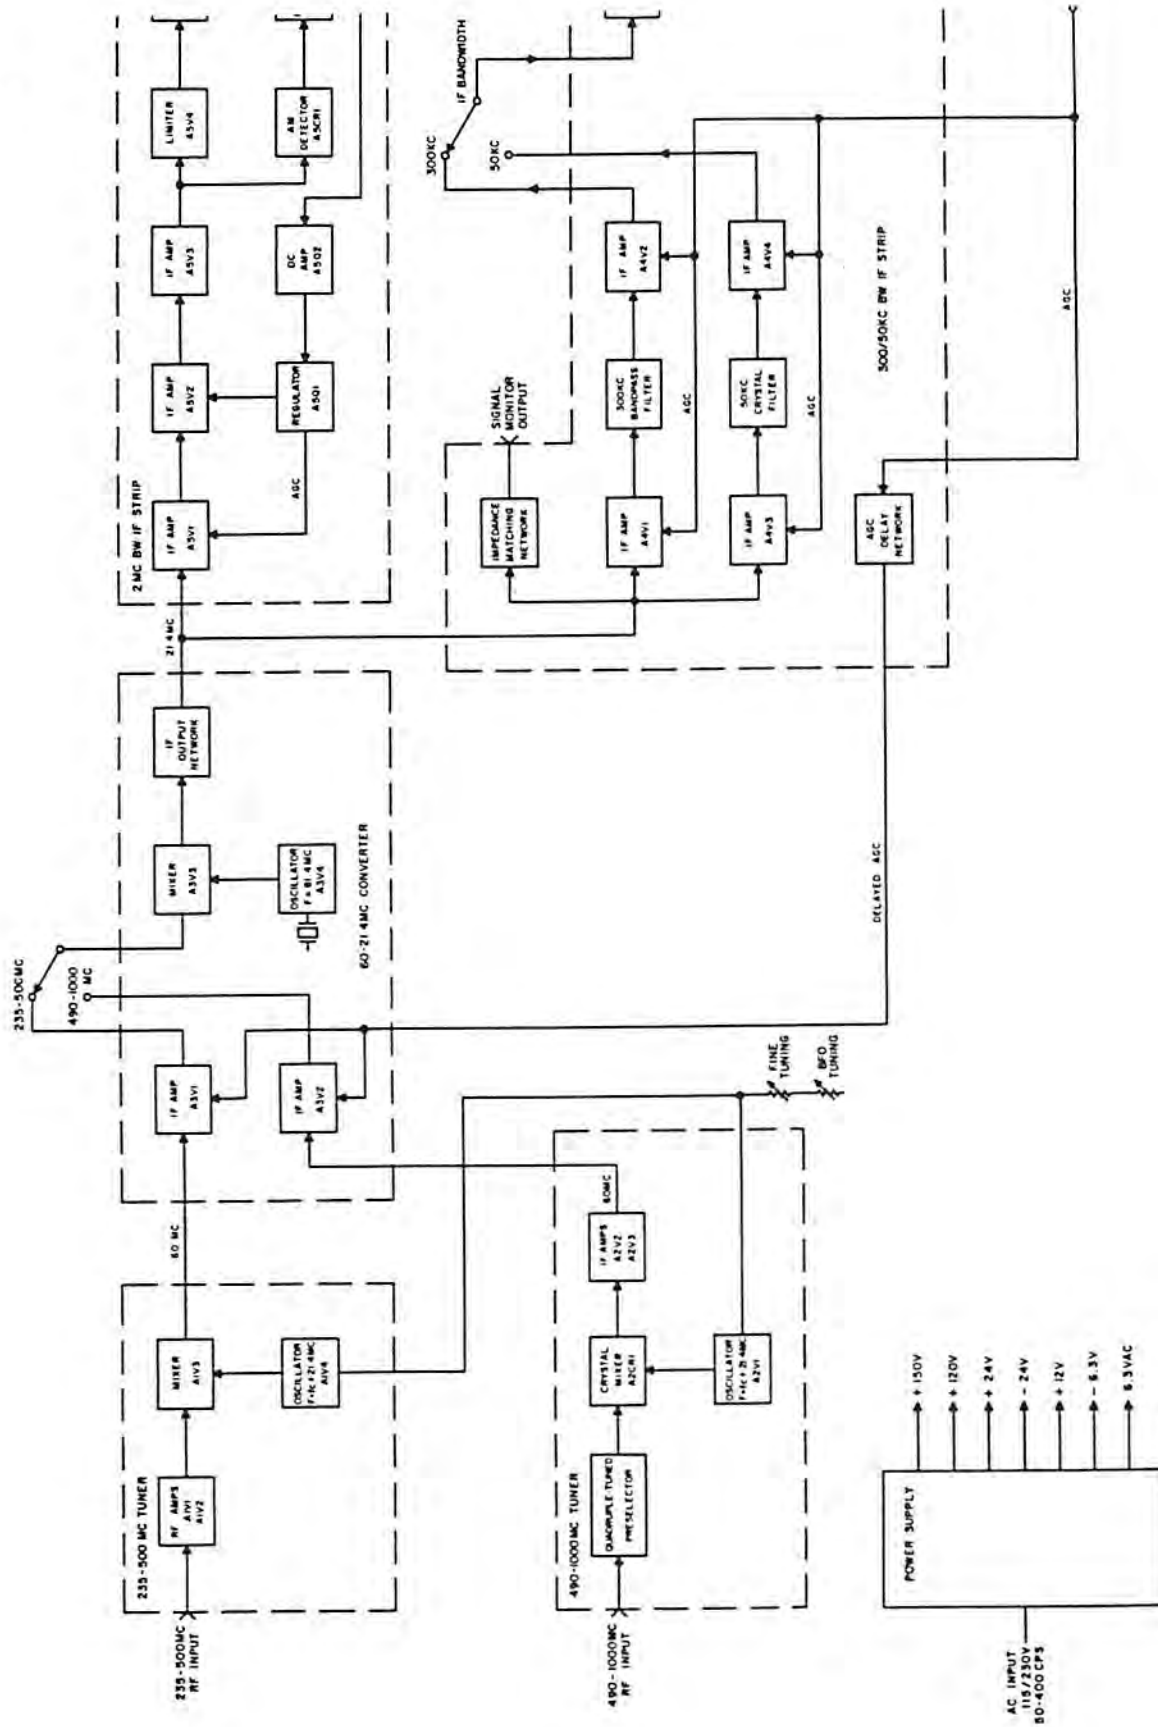 235-500MC
RF INPUT
235-500 MC TUNER
RF AMPS
A1V1
A1V2
MIXER
A1V3
OSCILLATOR
F=fc+21.4MC
A1V4
60 MC
IF AMP
A3V1
IF AMP
A3V2
235-500MC
490-1000
MC
MIXER
A3V3
OSCILLATOR
F=81.4MC
A3V4
IF
OUTPUT
NETWORK
60-21.4MC CONVERTER
21.4MC
2 MC BW IF STRIP
IF AMP
A5V1
IF AMP
A5V2
IF AMP
A5V3
LIMITER
A5V4
AGC
REGULATOR
A5Q1
DC
AMP
A5Q2
AM
DETECTOR
A5CR1
490-1000MC
RF INPUT
490-1000MC TUNER
QUADRUPLE-TUNED
PRESELECTOR
CRYSTAL
MIXER
A2CR1
IF AMPS
A2V2
A2V3
60MC
OSCILLATOR
F=fc+21.4MC
A2V1
FINE
TUNING
BFO
TUNING
IMPEDANCE
MATCHING
NETWORK
SIGNAL
MONITOR
OUTPUT
300KC
50KC
IF BANDWIDTH
IF AMP
A4V1
300KC
BANDPASS
FILTER
IF AMP
A4V2
AGC
IF AMP
A4V3
50KC
CRYSTAL
FILTER
IF AMP
A4V4
AGC
300/50KC BW IF STRIP
AGC
DELAY
NETWORK
DELAYED AGC
AGC
AC INPUT
115/230V
50-400CPS
POWER SUPPLY
+ 150V
+ 120V
+ 24V
- 24V
+ 12V
- 6.3V
6.3VAC